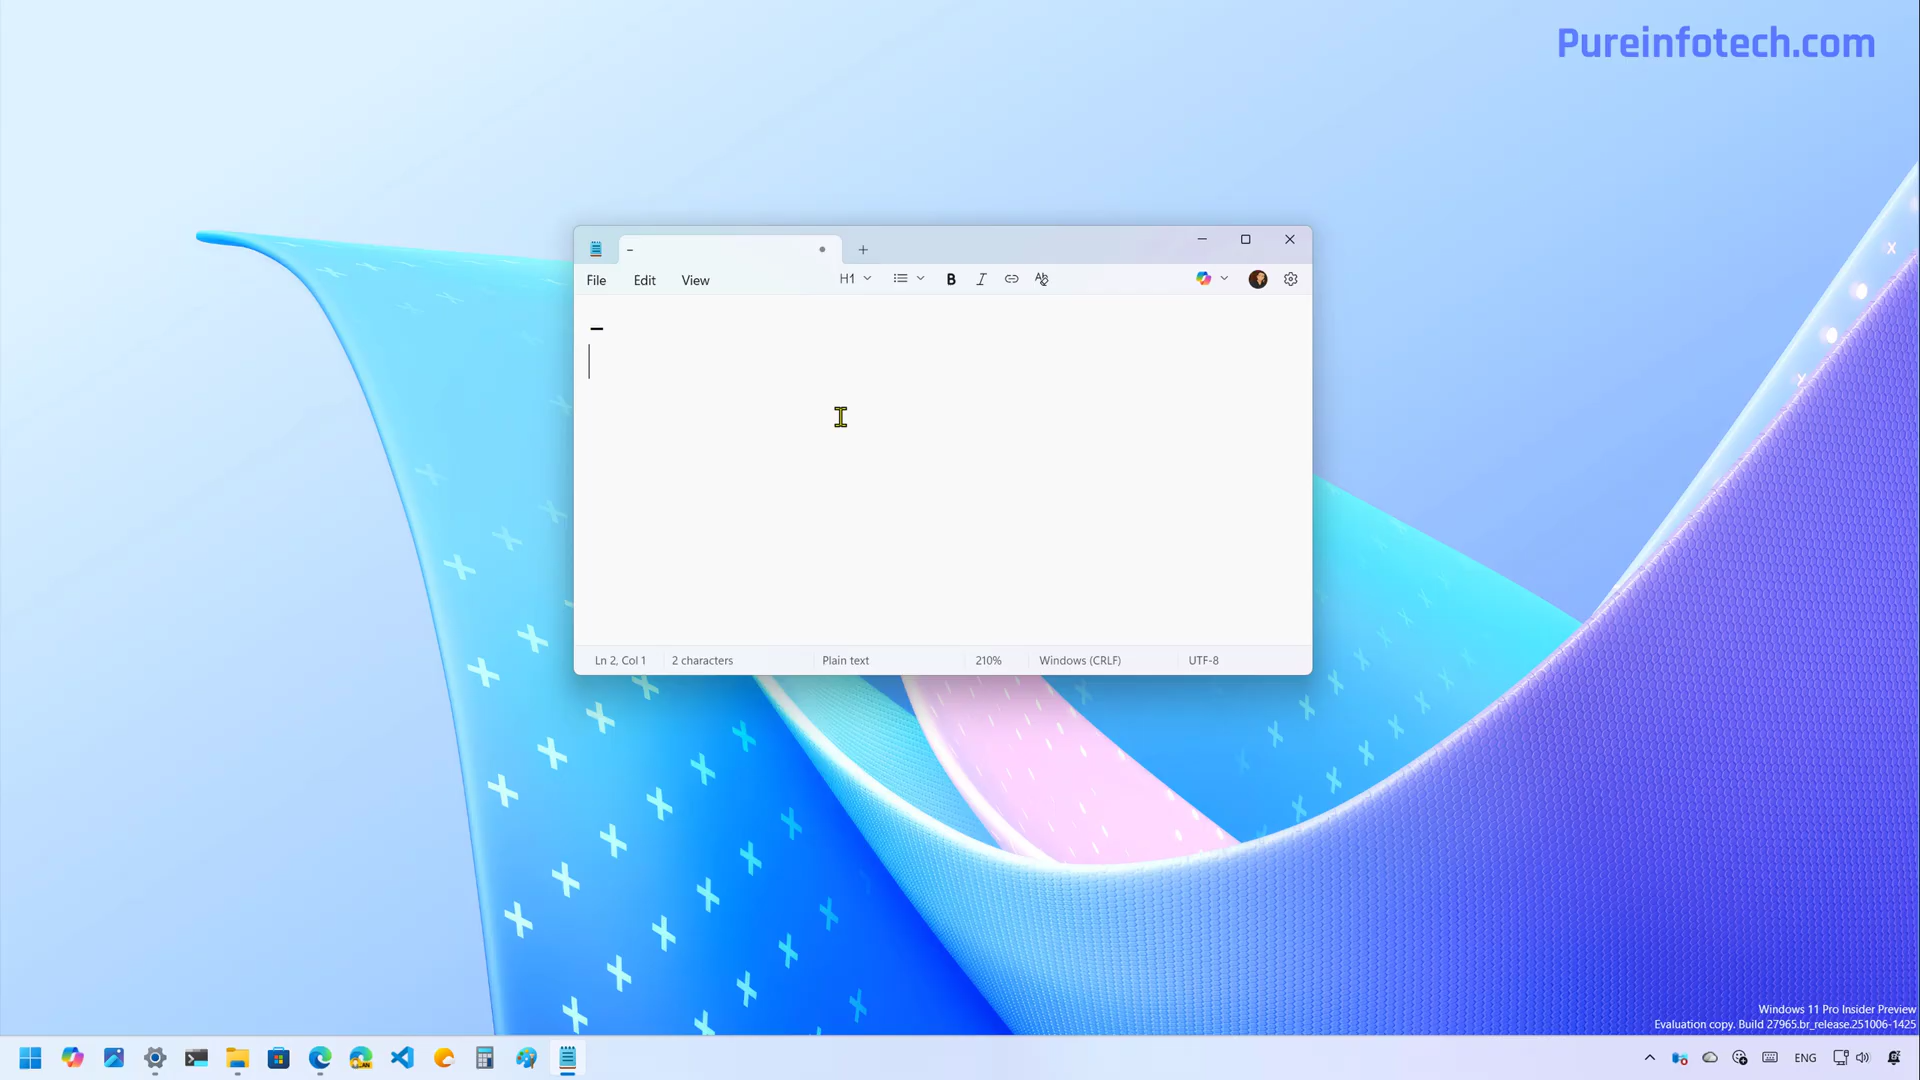 Pureinfotech.com
–
File Edit View H1 B I
–
Ln 2, Col 1 2 characters Plain text 210% Windows (CRLF) UTF-8
Windows 11 Pro Insider Preview
Evaluation copy. Build 27965.br_release.251006-1425
ENG